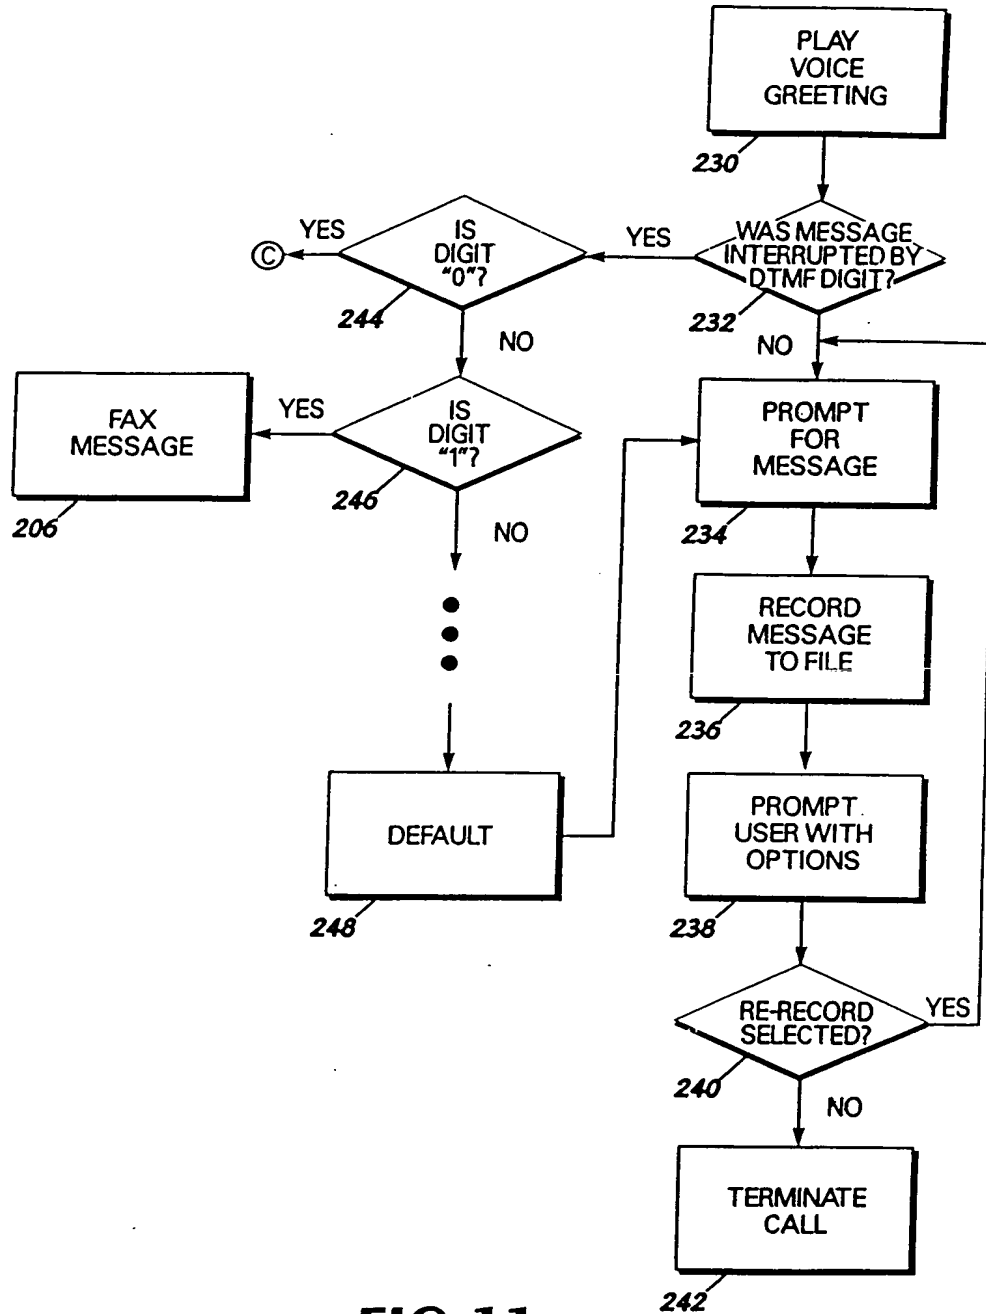 PLAY
VOICE
GREETING
230
WAS MESSAGE
INTERRUPTED BY
DTMF DIGIT?
232
YES
NO
IS
DIGIT
"0"?
244
YES
C
NO
IS
DIGIT
"1"?
246
YES
FAX
MESSAGE
206
NO
DEFAULT
248
PROMPT
FOR
MESSAGE
234
RECORD
MESSAGE
TO FILE
236
PROMPT
USER WITH
OPTIONS
238
RE-RECORD
SELECTED?
240
YES
NO
TERMINATE
CALL
242
FIG 11